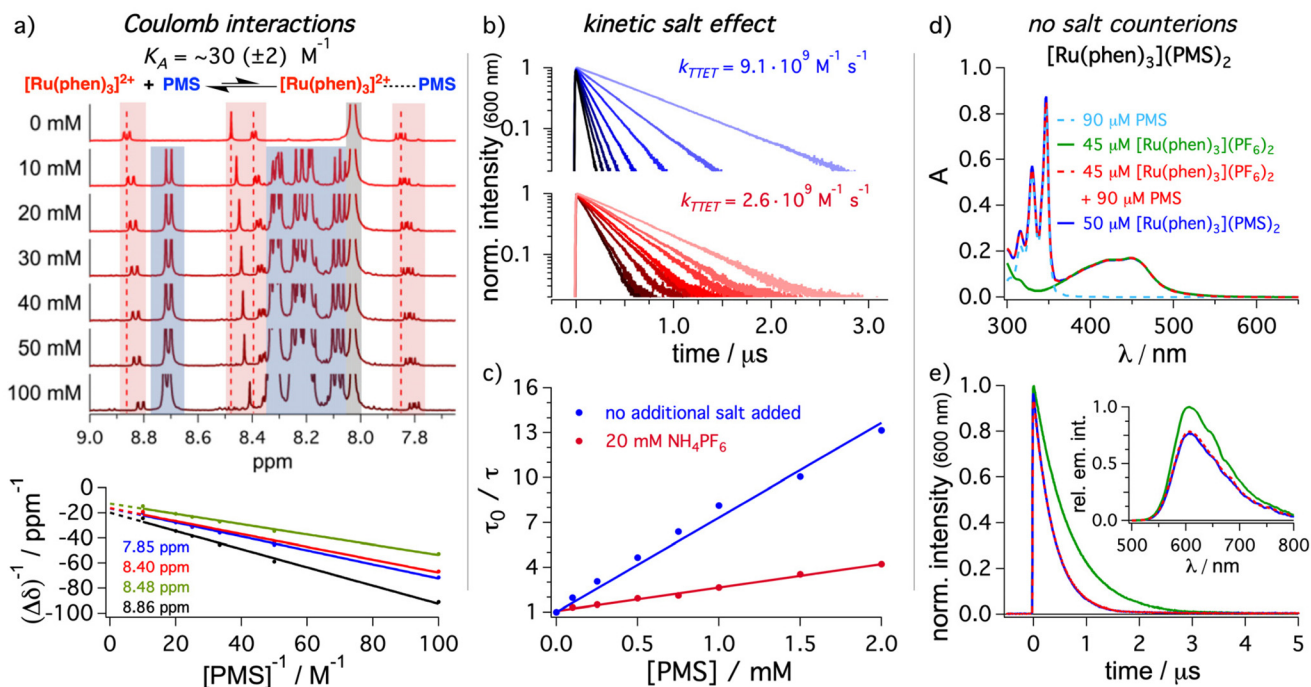 a)
Coulomb interactions
K_A = ~30 (±2) M⁻¹
[Ru(phen)₃]²⁺ + PMS ⇌ [Ru(phen)₃]²⁺-----PMS
0 mM
10 mM
20 mM
30 mM
40 mM
50 mM
100 mM
9.0 8.8 8.6 8.4 8.2 8.0 7.8
ppm
(Δδ)⁻¹ / ppm⁻¹
0
-20
-40
-60
-80
-100
7.85 ppm
8.40 ppm
8.48 ppm
8.86 ppm
0 20 40 60 80 100
[PMS]⁻¹ / M⁻¹
b)
kinetic salt effect
norm. intensity (600 nm)
1
0.1
k_TTET = 9.1·10⁹ M⁻¹ s⁻¹
1
0.1
k_TTET = 2.6·10⁹ M⁻¹ s⁻¹
0.0 1.0 2.0 3.0
time / μs
c)
τ₀ / τ
16
13
10
7
4
1
no additional salt added
20 mM NH₄PF₆
0.0 0.5 1.0 1.5 2.0
[PMS] / mM
d)
no salt counterions
[Ru(phen)₃](PMS)₂
A
1.0
0.8
0.6
0.4
0.2
0.0
90 μM PMS
45 μM [Ru(phen)₃](PF₆)₂
45 μM [Ru(phen)₃](PF₆)₂
+ 90 μM PMS
50 μM [Ru(phen)₃](PMS)₂
300 400 500 600
λ / nm
e)
norm. intensity (600 nm)
1.0
0.8
0.6
0.4
0.2
0.0
rel. em. int.
1.0
0.5
0.0
500 600 700 800
λ / nm
0 1 2 3 4 5
time / μs